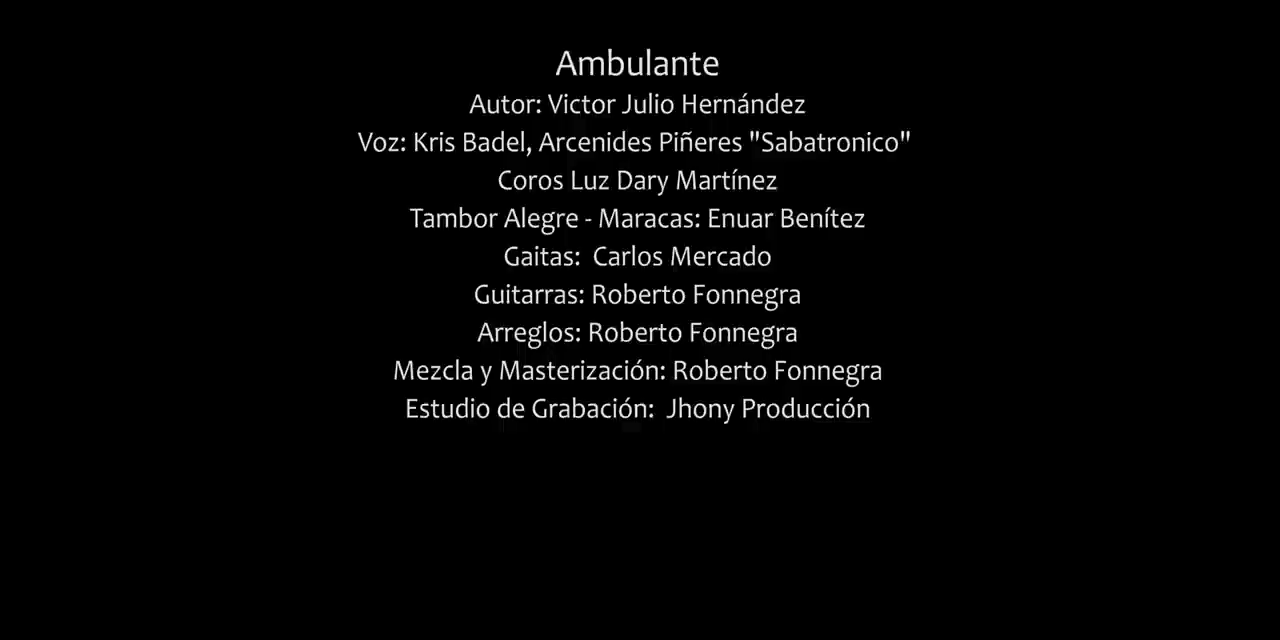 Ambulante
Autor: Victor Julio Hernández
Voz: Kris Badel, Arcenides Piñeres "Sabatronico"
Coros Luz Dary Martínez
Tambor Alegre - Maracas: Enuar Benítez
Gaitas:  Carlos Mercado
Guitarras: Roberto Fonnegra
Arreglos: Roberto Fonnegra
Mezcla y Masterización: Roberto Fonnegra
Estudio de Grabación:  Jhony Producción